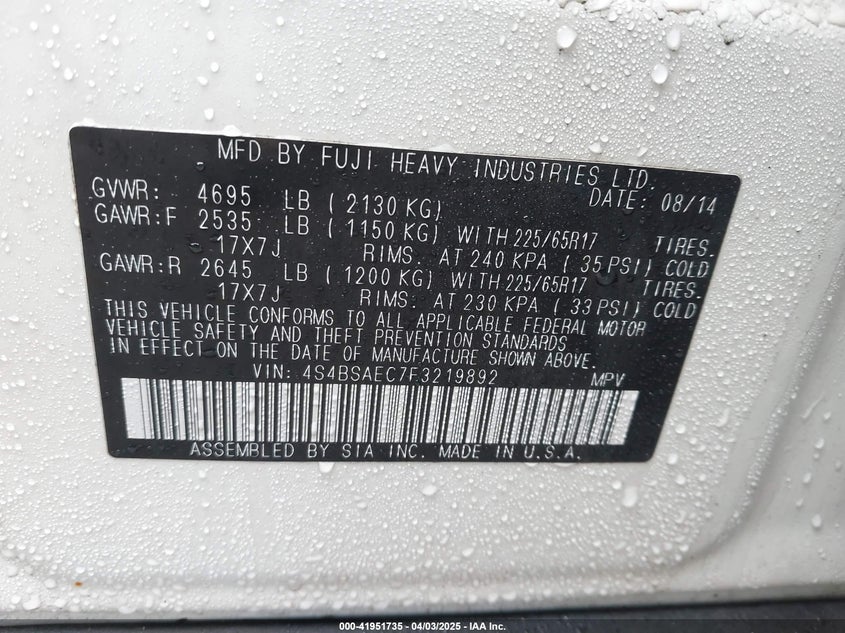 MFD BY FUJI HEAVY INDUSTRIES LTD.
GVWR: 4695 LB ( 2130 KG) DATE: 08/14
GAWR:F 2535 LB ( 1150 KG) WITH 225/65R17 TIRES.
17X7J RIMS. AT 240 KPA ( 35 PSI) COLD
GAWR:R 2645 LB ( 1200 KG) WITH 225/65R17 TIRES.
17X7J RIMS. AT 230 KPA ( 33 PSI) COLD
THIS VEHICLE CONFORMS TO ALL APPLICABLE FEDERAL MOTOR
VEHICLE SAFETY AND THEFT PREVENTION STANDARDS
IN EFFECT ON THE DATE OF MANUFACTURE SHOWN ABOVE.
VIN: 4S4BSAEC7F3219892 MPV
ASSEMBLED BY SIA INC. MADE IN U.S.A.
000-41951735 - 04/03/2025 - IAA Inc.